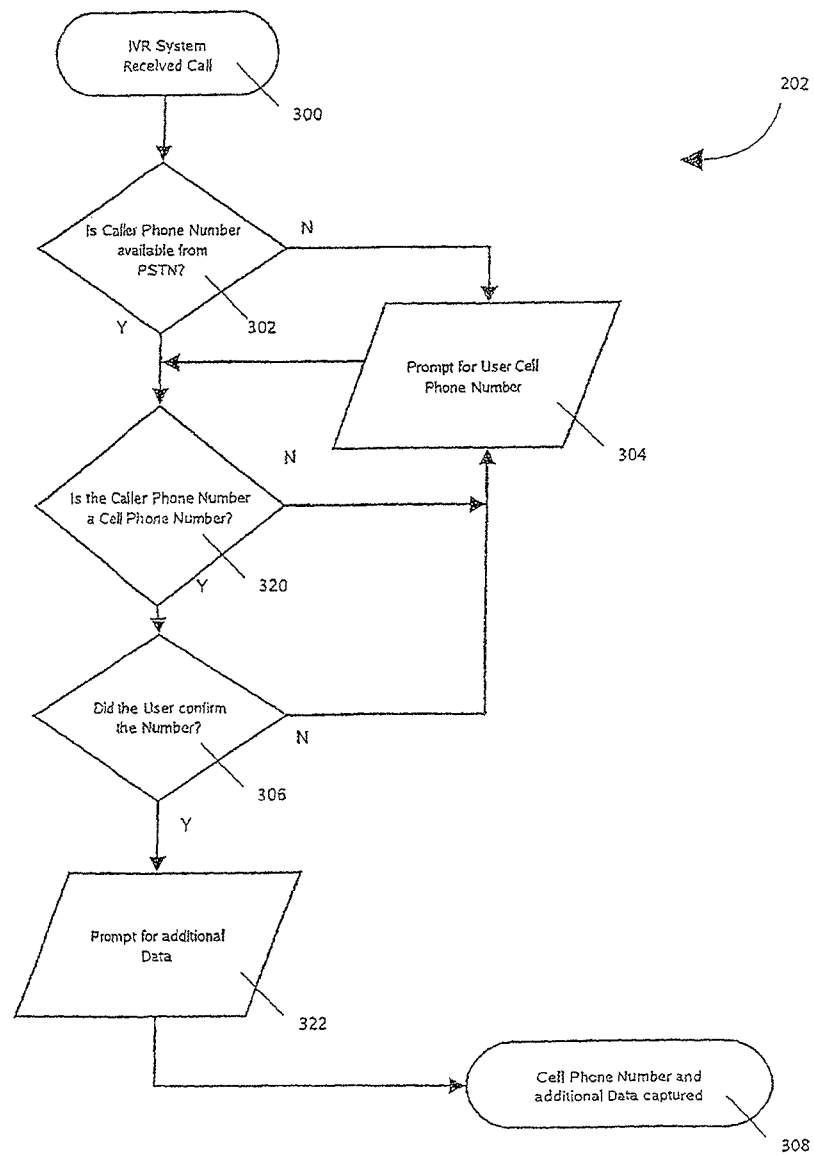 IVR System
Received Call
300
202
Is Caller Phone Number
available from
PSTN?
N
302
Y
Prompt for User Cell
Phone Number
304
N
Is the Caller Phone Number
a Cell Phone Number?
320
Y
Did the User confirm
the Number?
N
306
Y
Prompt for additional
Data
322
Cell Phone Number and
additional Data captured
308